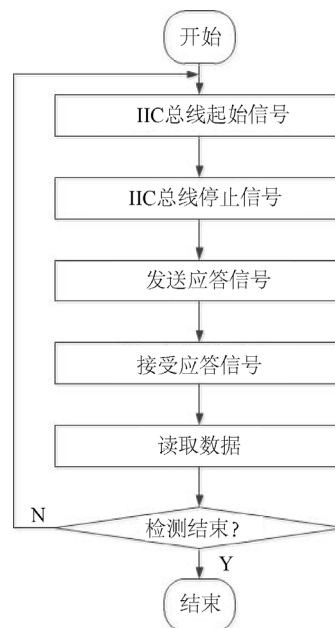 开始
IIC总线起始信号
IIC总线停止信号
发送应答信号
接受应答信号
读取数据
N
检测结束?
Y
结束